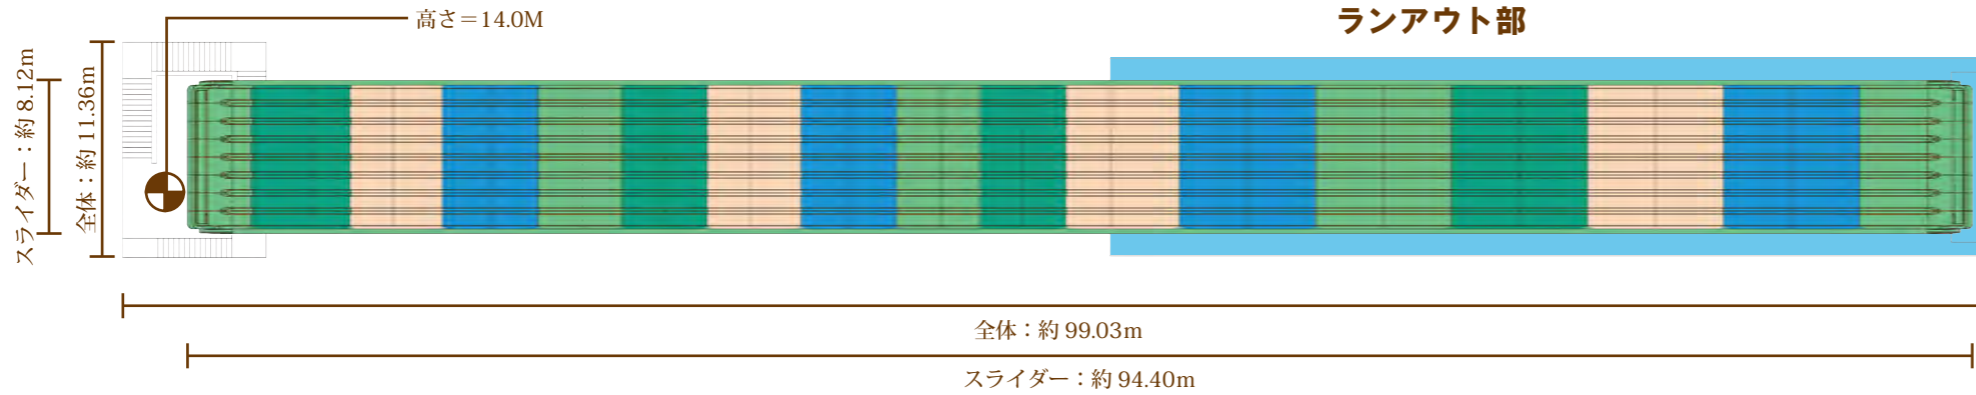 高さ＝14.0M
ランアウト部
スライダー：約 8.12m
全体：約 11.36m
全体：約 99.03m
スライダー：約 94.40m